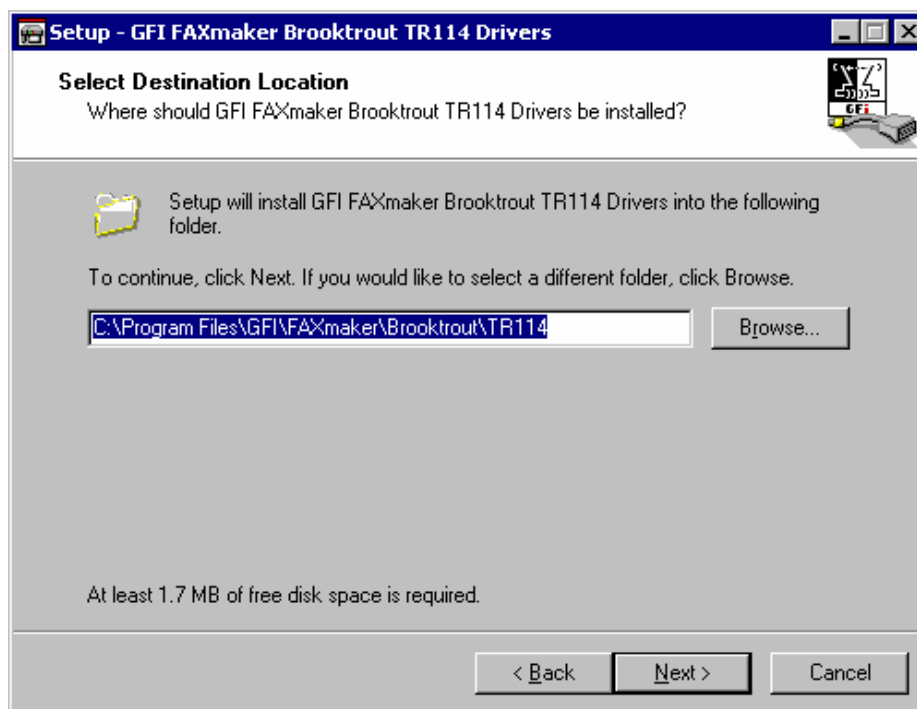 Setup - GFI FAXmaker Brooktrout TR114 Drivers
Select Destination Location
Where should GFI FAXmaker Brooktrout TR114 Drivers be installed?
GFi
Setup will install GFI FAXmaker Brooktrout TR114 Drivers into the following
folder.
To continue, click Next. If you would like to select a different folder, click Browse.
C:\Program Files\GFI\FAXmaker\Brooktrout\TR114
Browse...
At least 1.7 MB of free disk space is required.
< Back
Next >
Cancel